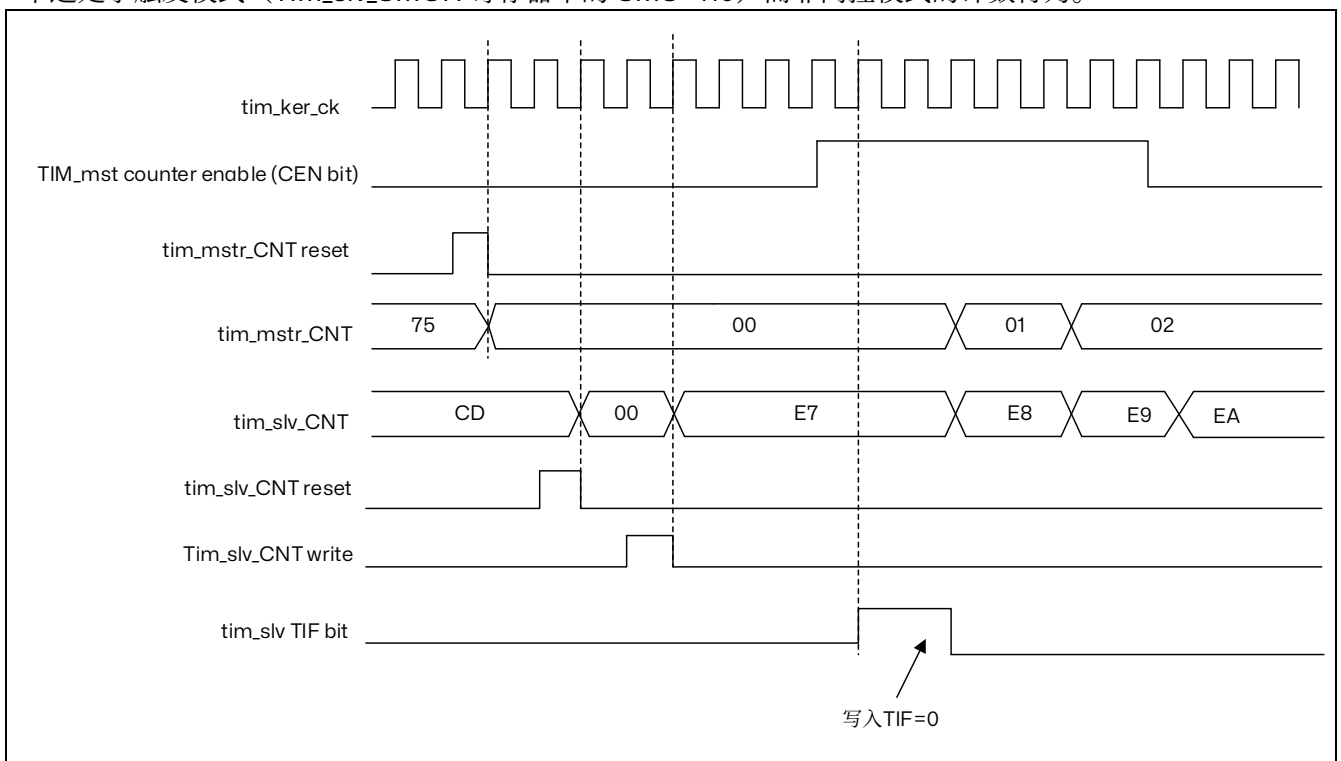 tim_ker_ck
TIM_mst counter enable (CEN bit)
tim_mstr_CNT reset
tim_mstr_CNT 75 00 01 02
tim_slv_CNT CD 00 E7 E8 E9 EA
tim_slv_CNT reset
Tim_slv_CNT write
tim_slv TIF bit
写入TIF=0